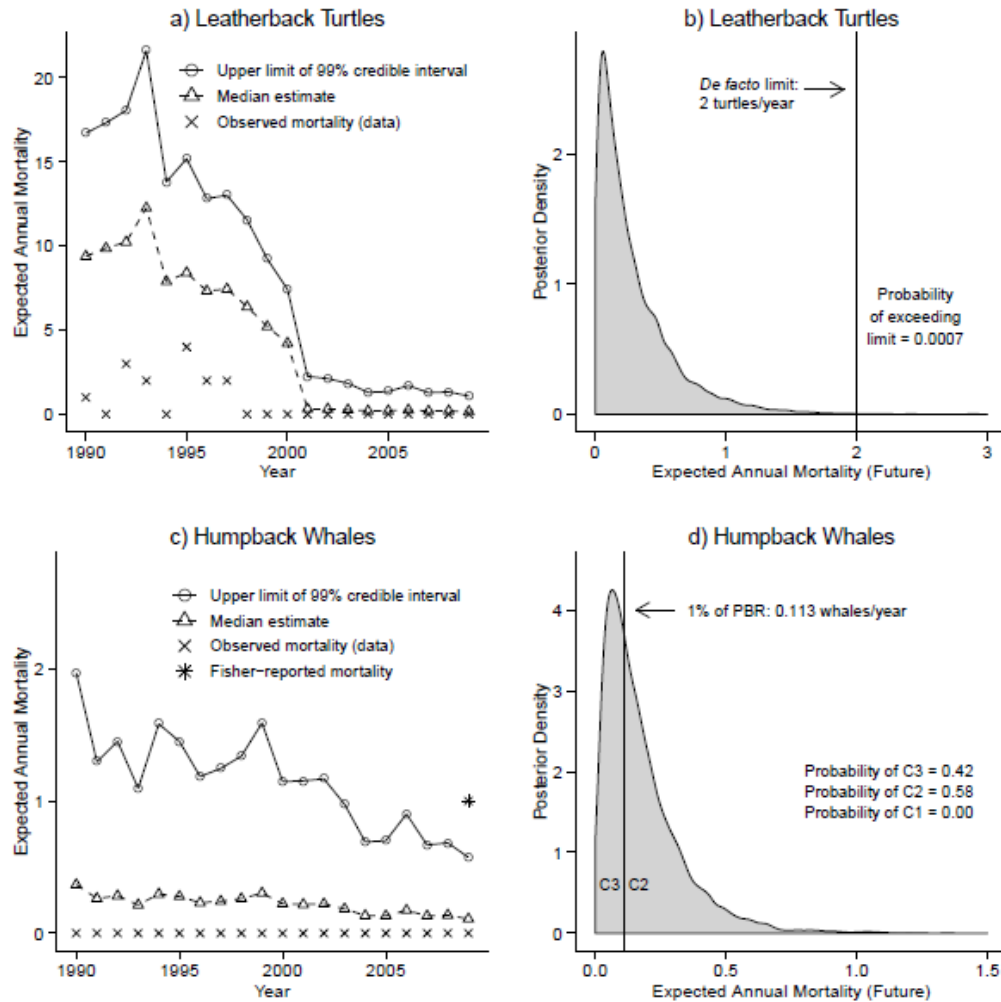 a) Leatherback Turtles
Expected Annual Mortality
20
15
10
5
0
Upper limit of 99% credible interval
Median estimate
Observed mortality (data)
1990
1995
2000
2005
Year
b) Leatherback Turtles
Posterior Density
2
1
0
De facto limit:
2 turtles/year
Probability
of exceeding
limit = 0.0007
0
1
2
3
Expected Annual Mortality (Future)
c) Humpback Whales
Expected Annual Mortality
2
1
0
Upper limit of 99% credible interval
Median estimate
Observed mortality (data)
Fisher−reported mortality
1990
1995
2000
2005
Year
d) Humpback Whales
Posterior Density
4
3
2
1
0
1% of PBR: 0.113 whales/year
Probability of C3 = 0.42
Probability of C2 = 0.58
Probability of C1 = 0.00
C3
C2
0.0
0.5
1.0
1.5
Expected Annual Mortality (Future)